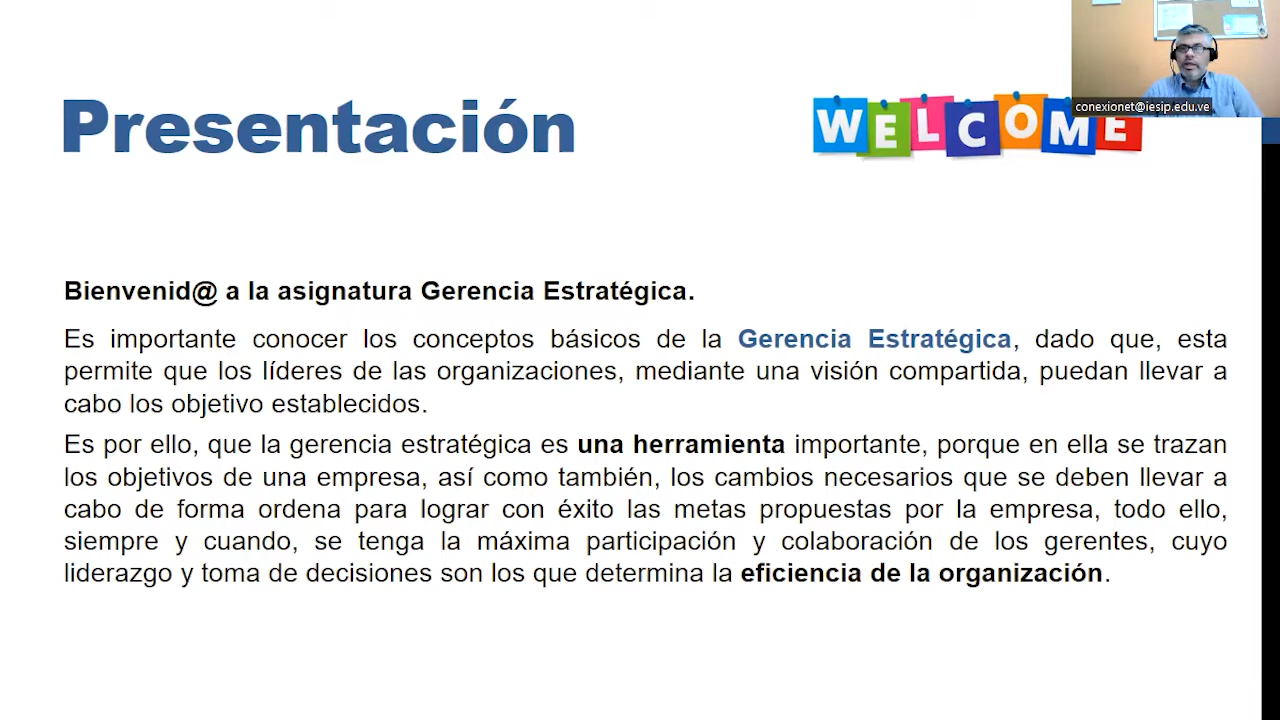 Presentación
WELCOME
conexionet@iesip.edu.ve
Bienvenid@ a la asignatura Gerencia Estratégica.
Es importante conocer los conceptos básicos de la Gerencia Estratégica, dado que, esta
permite que los líderes de las organizaciones, mediante una visión compartida, puedan llevar a
cabo los objetivo establecidos.
Es por ello, que la gerencia estratégica es una herramienta importante, porque en ella se trazan
los objetivos de una empresa, así como también, los cambios necesarios que se deben llevar a
cabo de forma ordena para lograr con éxito las metas propuestas por la empresa, todo ello,
siempre y cuando, se tenga la máxima participación y colaboración de los gerentes, cuyo
liderazgo y toma de decisiones son los que determina la eficiencia de la organización.